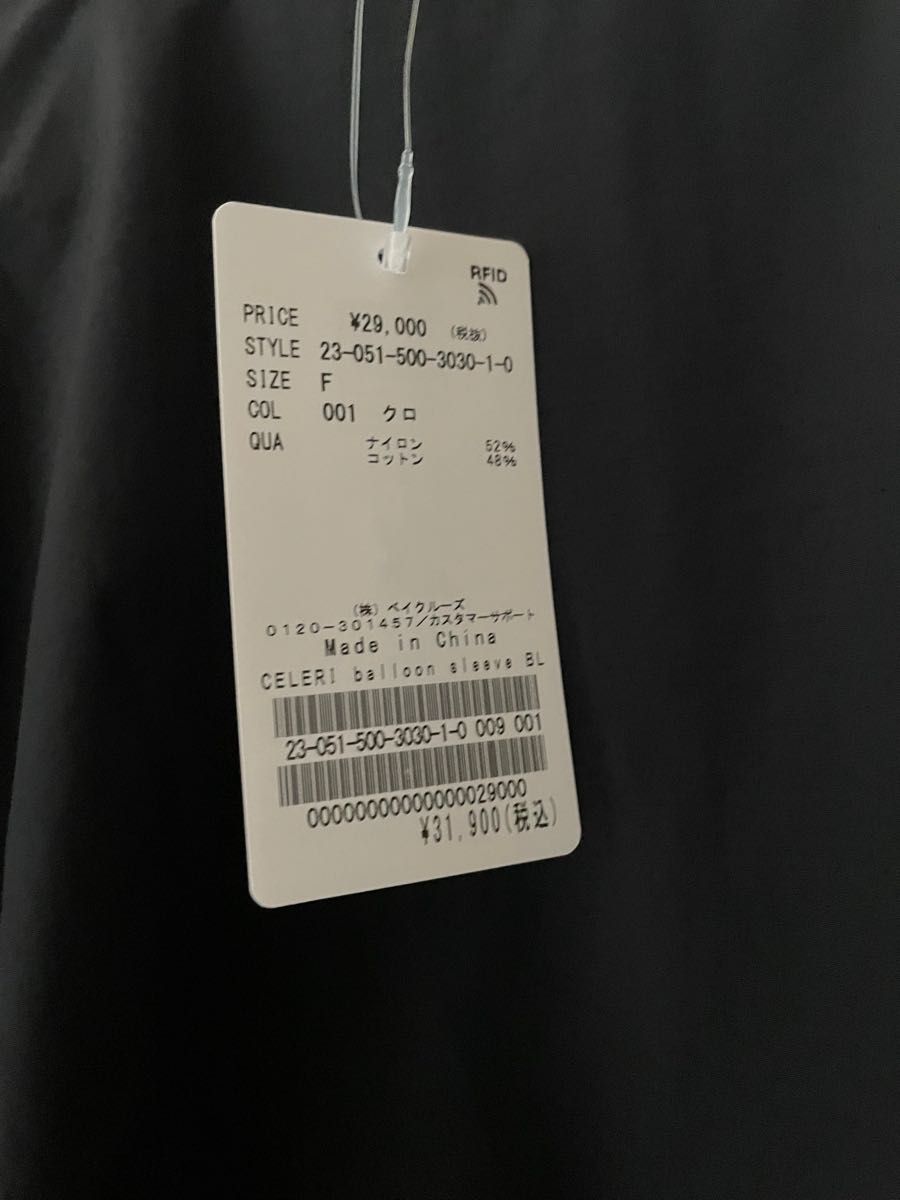 RFID
PRICE ¥29,000 (税抜)
STYLE 23-051-500-3030-1-0
SIZE F
COL 001 クロ
QUA ナイロン 52%
コットン 48%
(株) ベイクルーズ
0120-301457/カスタマーサポート
Made in China
CELERI balloon sleeve BL
23-051-500-3030-1-0 009 001
00000000000000029000
¥31,900(税込)